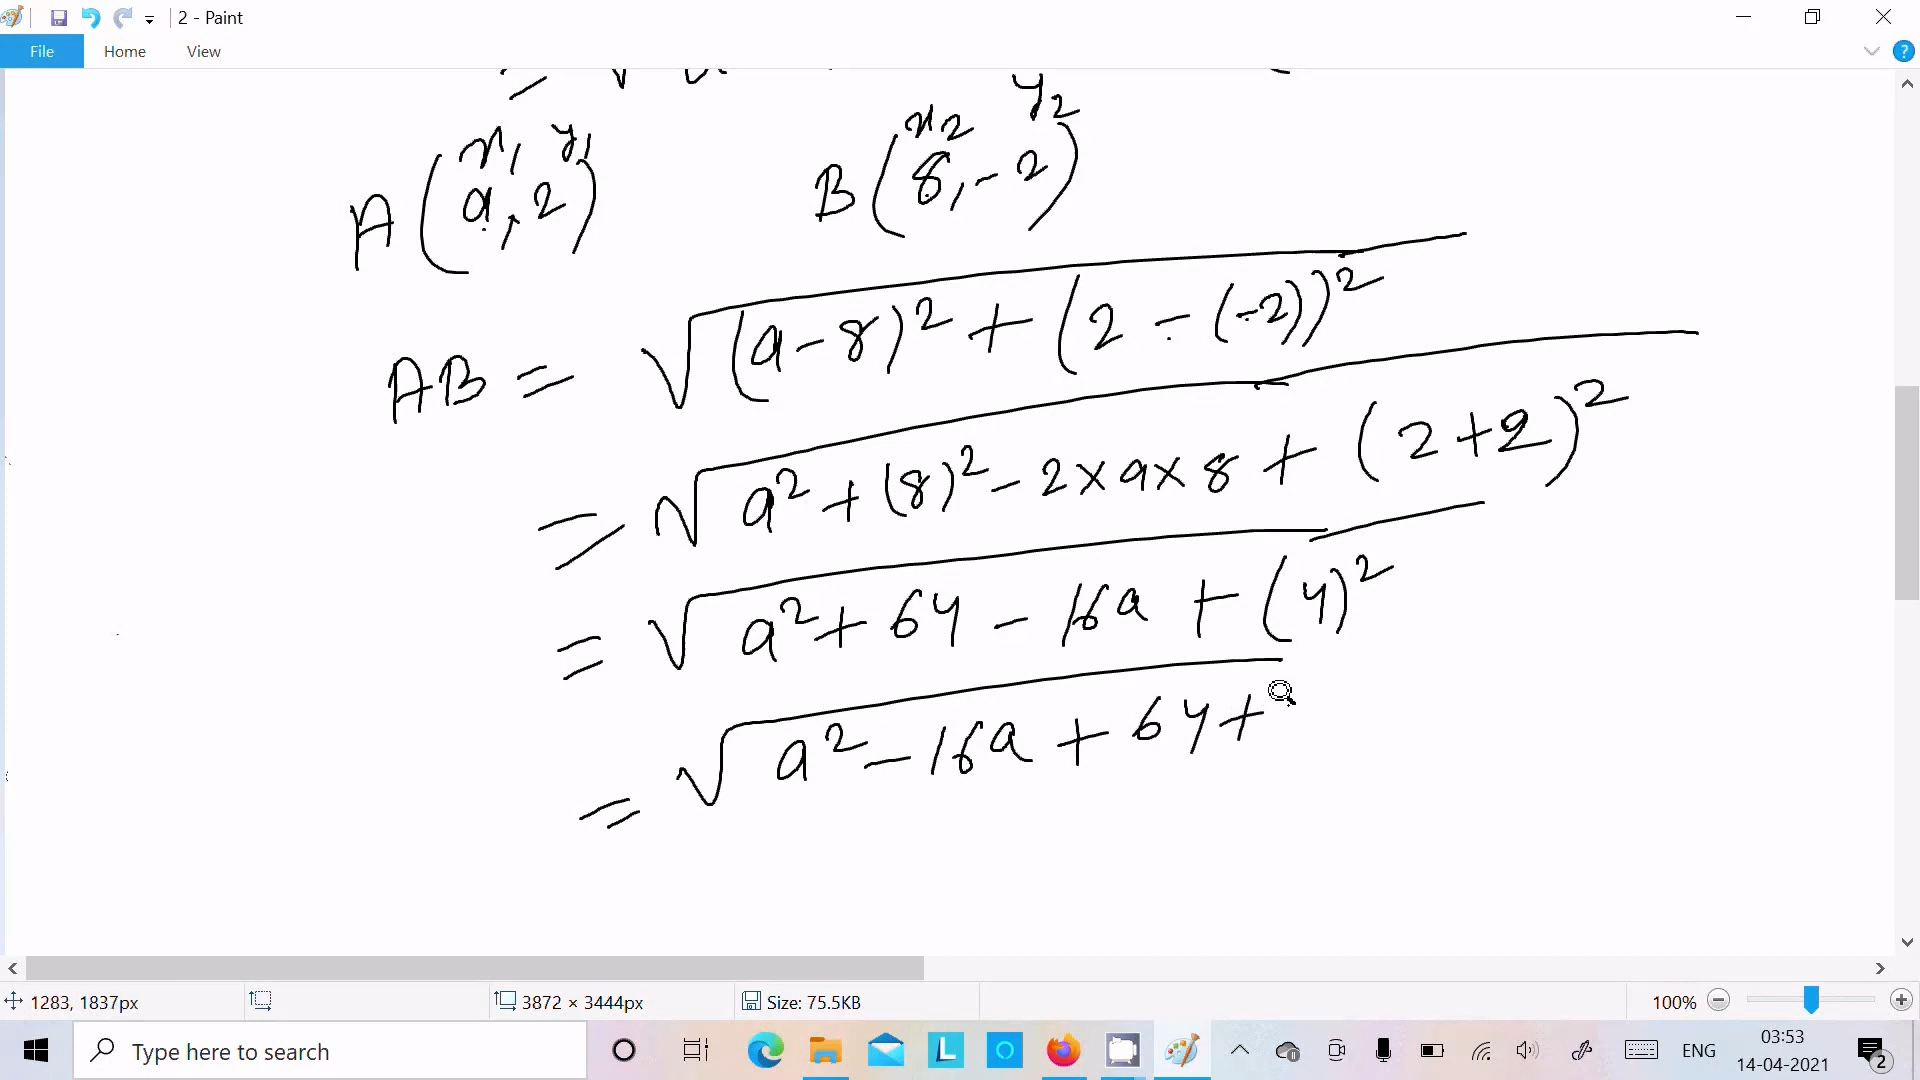 2 - Paint
File Home View
x1 y1 x2 y2
A(a, 2) B(8, -2)
AB = √(a-8)²+(2-(-2))²
= √a²+(8)²-2×a×8+(2+2)²
= √a²+64-16a+(4)²
= √a²-16a+64+
1283, 1837px 3872 × 3444px Size: 75.5KB 100%
Type here to search ENG 03:53
14-04-2021 2